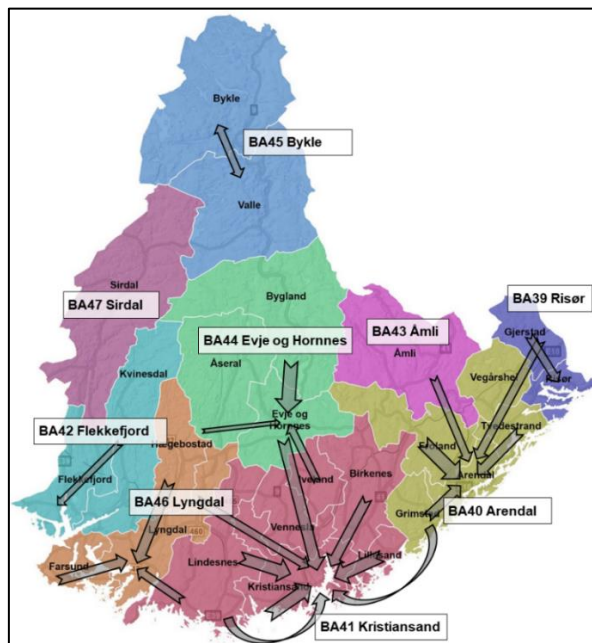 Bykle
BA45 Bykle
Valle
Sirdal
BA47 Sirdal
Bygland
BA39 Risør
Gjerstad
BA44 Evje og Hornnes
BA43 Åmli
Åmli
Åseral
Kvinesdal
Risør
Vegårshei
Tvedestrand
Evje og
Hornnes
BA42 Flekkefjord
Hægebostad
Froland
Arendal
Flekkefjord
Iveland
Birkenes
BA46 Lyngdal
Grimstad
BA40 Arendal
Vennesla
Lyngdal
460
Lindesnes
Lillesand
Farsund
Kristiansand
BA41 Kristiansand